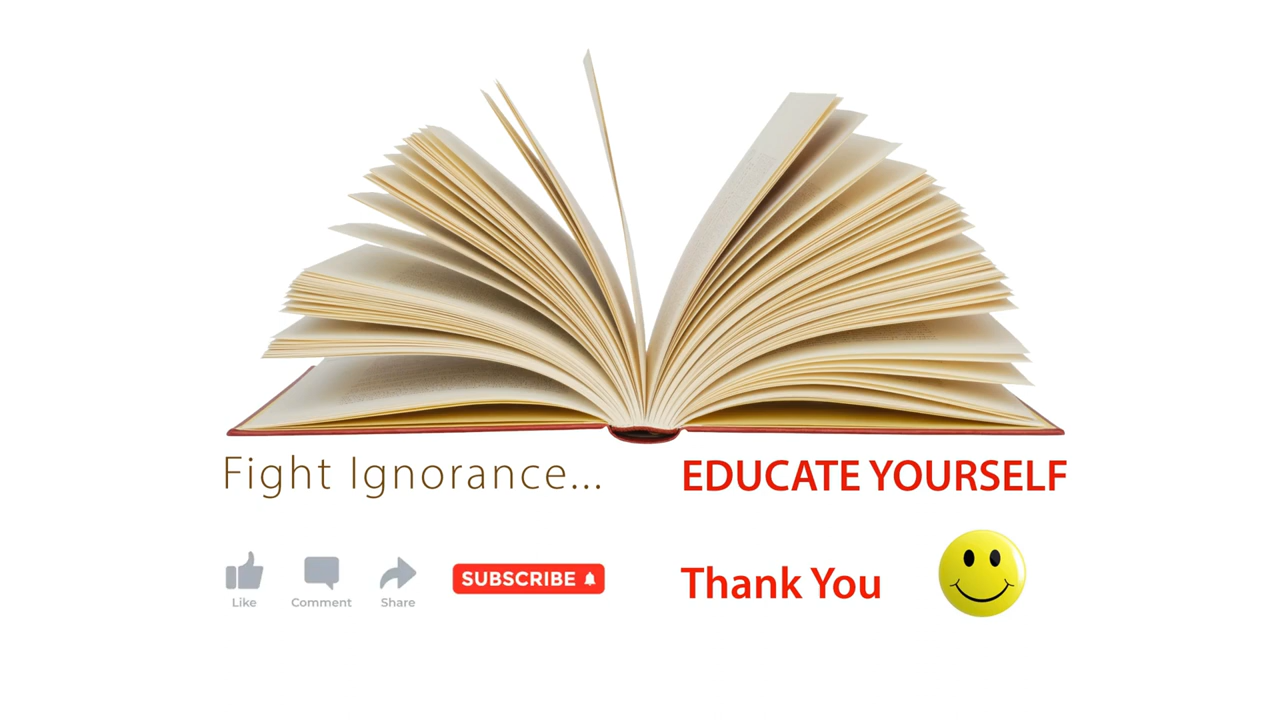 Fight Ignorance...
EDUCATE YOURSELF
Like
Comment
Share
SUBSCRIBE
Thank You